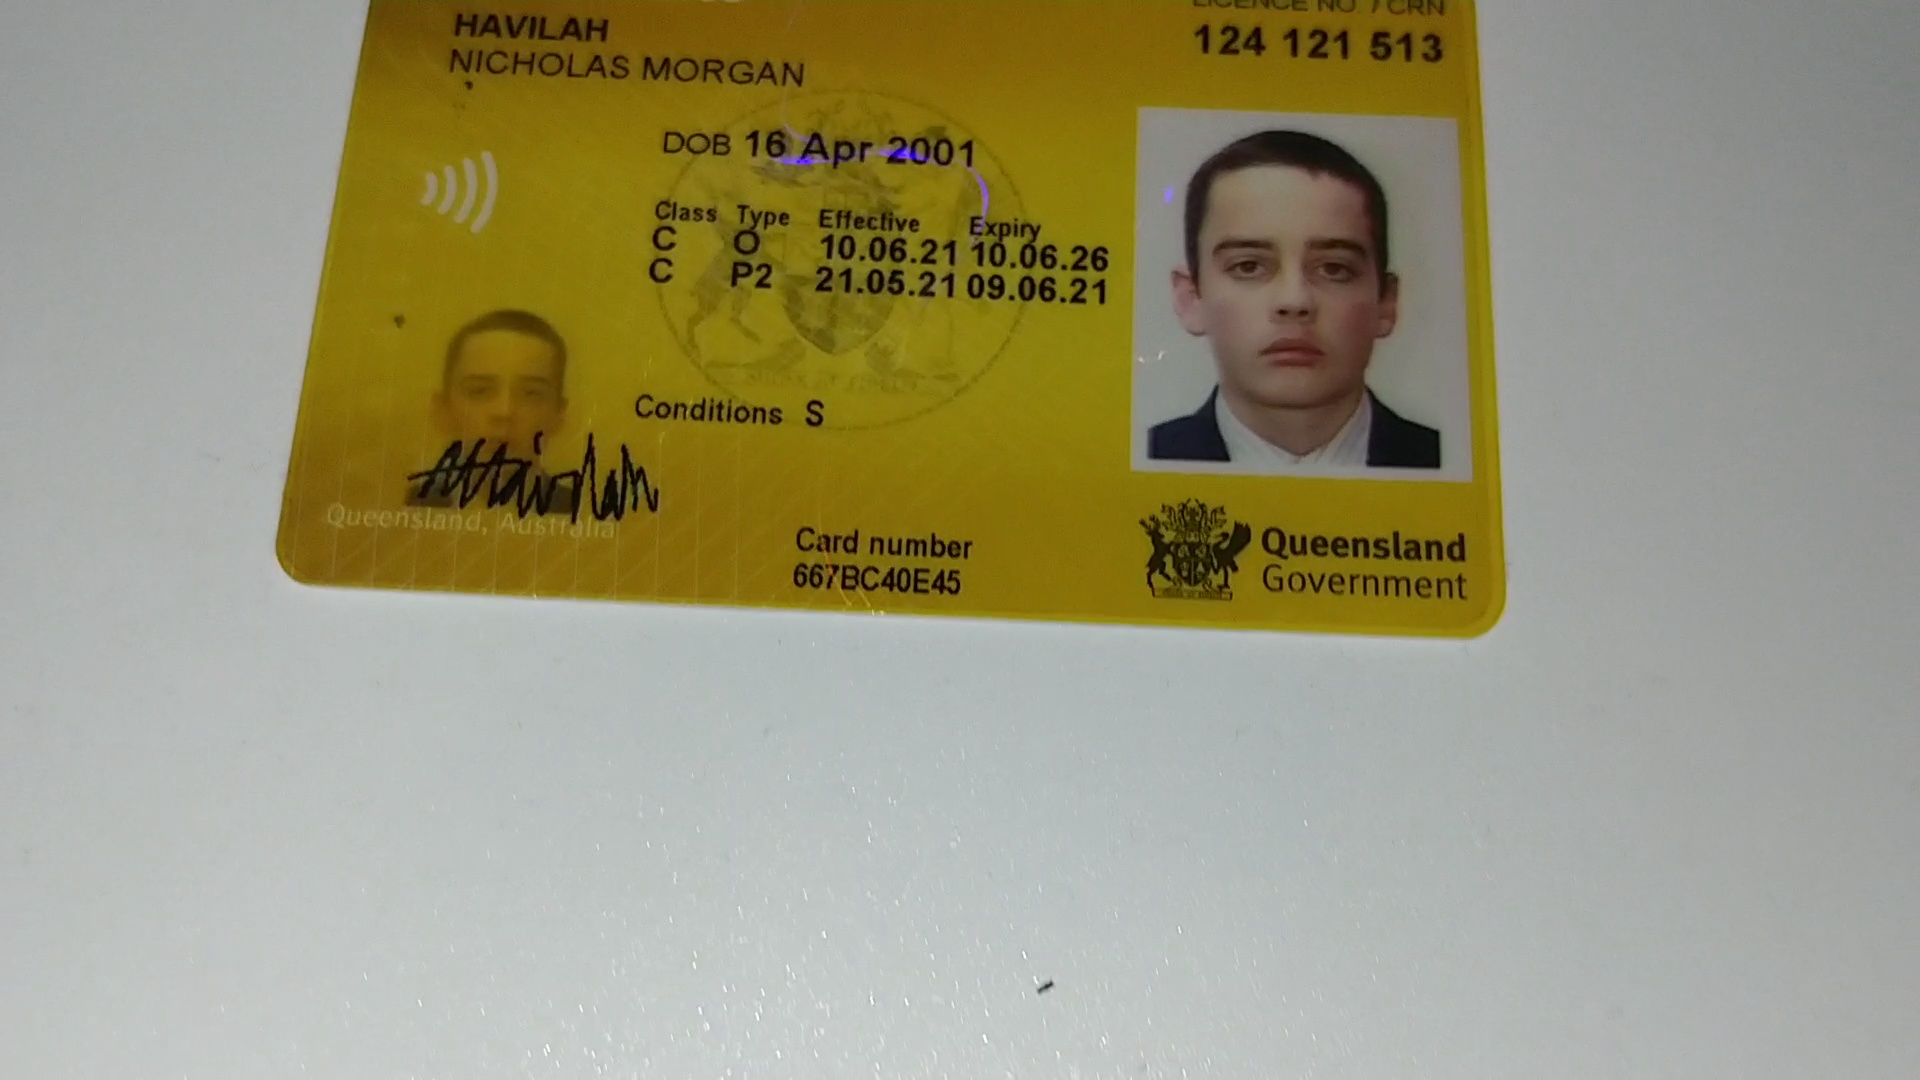 LICENCE NO / CRN
HAVILAH
124 121 513
NICHOLAS MORGAN
DOB 16 Apr 2001
Class Type Effective Expiry
C O 10.06.21 10.06.26
C P2 21.05.21 09.06.21
Conditions S
Queensland, Australia
Card number
667BC40E45
Queensland
Government